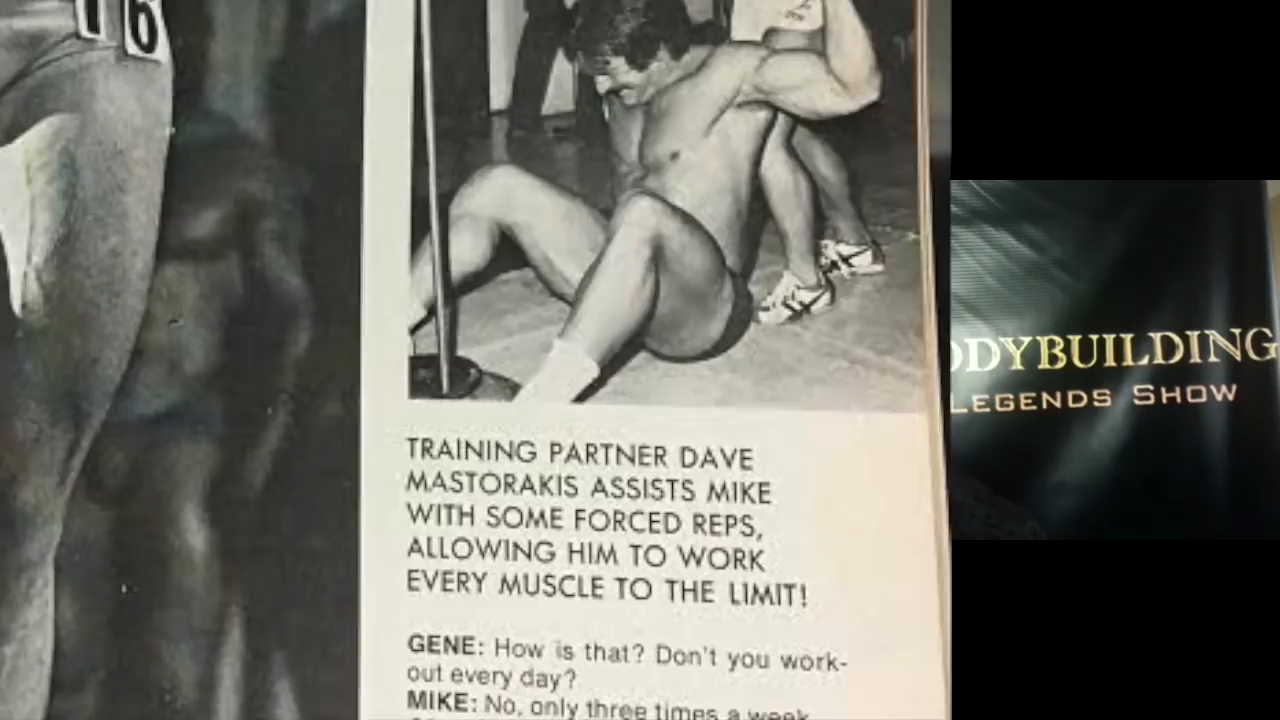 16
TRAINING PARTNER DAVE
MASTORAKIS ASSISTS MIKE
WITH SOME FORCED REPS,
ALLOWING HIM TO WORK
EVERY MUSCLE TO THE LIMIT!
GENE: How is that? Don't you work-
out every day?
MIKE: No, only three times a week
ODYBUILDING
LEGENDS SHOW